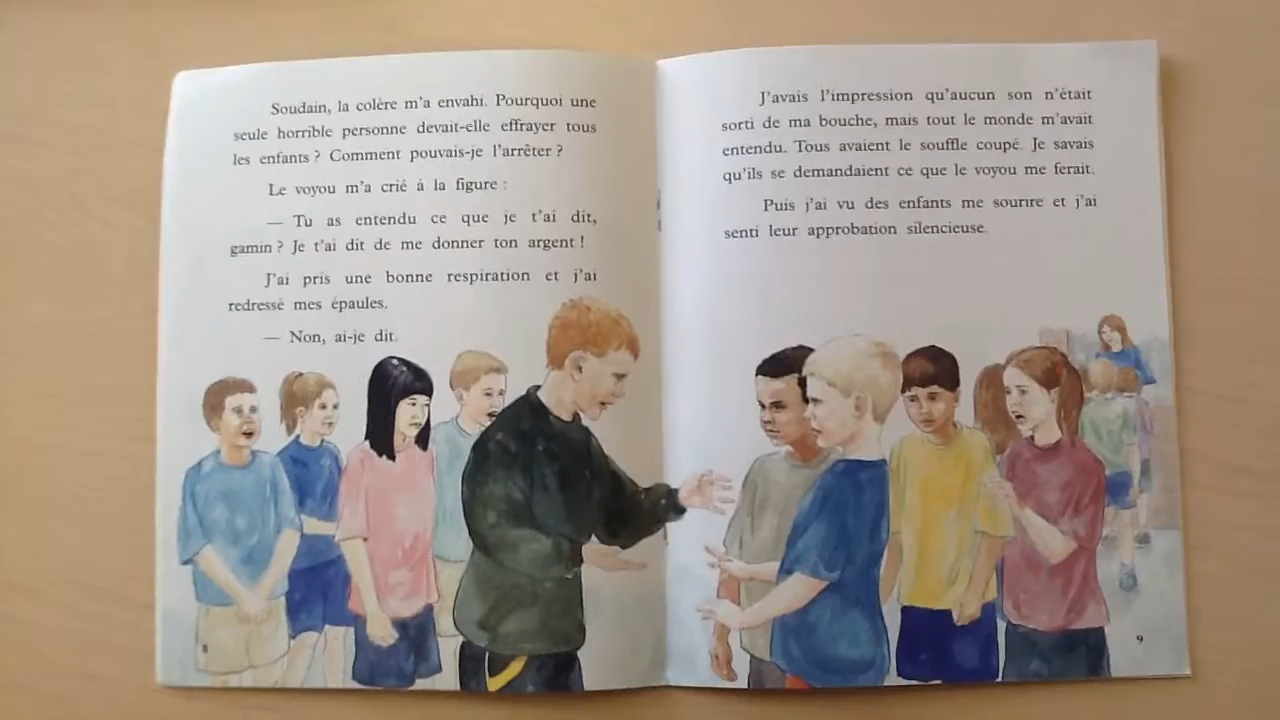 Soudain, la colère m'a envahi. Pourquoi une
seule horrible personne devait-elle effrayer tous
les enfants ? Comment pouvais-je l'arrêter ?
Le voyou m'a crié à la figure :
— Tu as entendu ce que je t'ai dit,
gamin ? Je t'ai dit de me donner ton argent !
J'ai pris une bonne respiration et j'ai
redressé mes épaules.
— Non, ai-je dit.
J'avais l'impression qu'aucun son n'était
sorti de ma bouche, mais tout le monde m'avait
entendu. Tous avaient le souffle coupé. Je savais
qu'ils se demandaient ce que le voyou me ferait.
Puis j'ai vu des enfants me sourire et j'ai
senti leur approbation silencieuse.
9